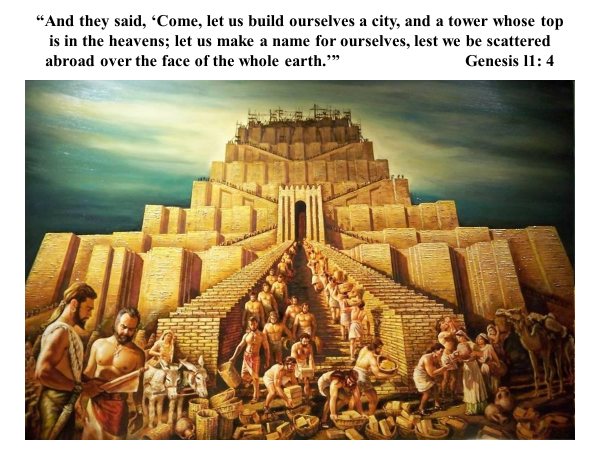 “And they said, ‘Come, let us build ourselves a city, and a tower whose top
is in the heavens; let us make a name for ourselves, lest we be scattered
abroad over the face of the whole earth.’” Genesis l1: 4